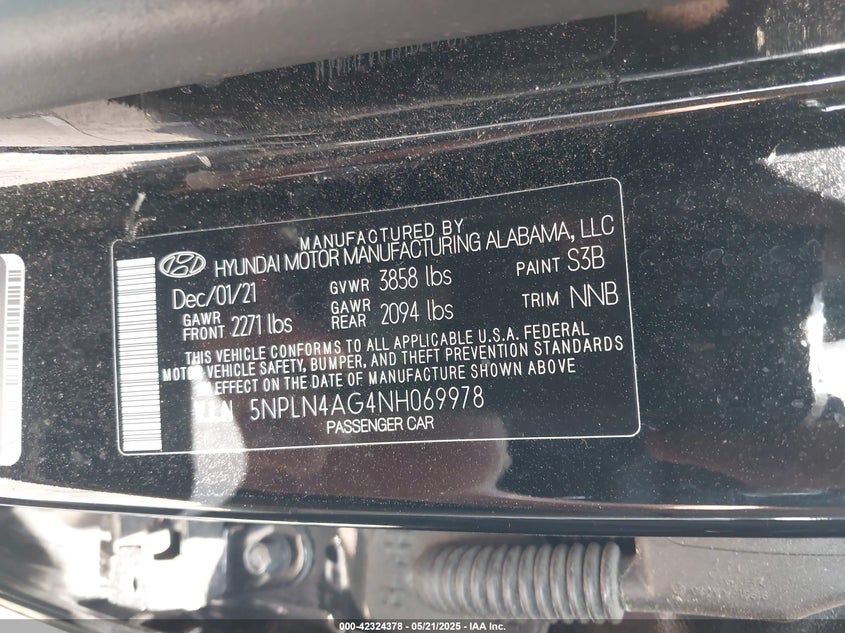 MANUFACTURED BY
HYUNDAI MOTOR MANUFACTURING ALABAMA, LLC
Dec/01/21 GVWR 3858 lbs PAINT S3B
GAWR FRONT 2271 lbs GAWR REAR 2094 lbs TRIM NNB
THIS VEHICLE CONFORMS TO ALL APPLICABLE U.S.A. FEDERAL
MOTOR VEHICLE SAFETY, BUMPER, AND THEFT PREVENTION STANDARDS
EFFECT ON THE DATE OF MANUFACTURE SHOWN ABOVE
5NPLN4AG4NH069978
PASSENGER CAR
000-42324378 - 05/21/2025 - IAA Inc.